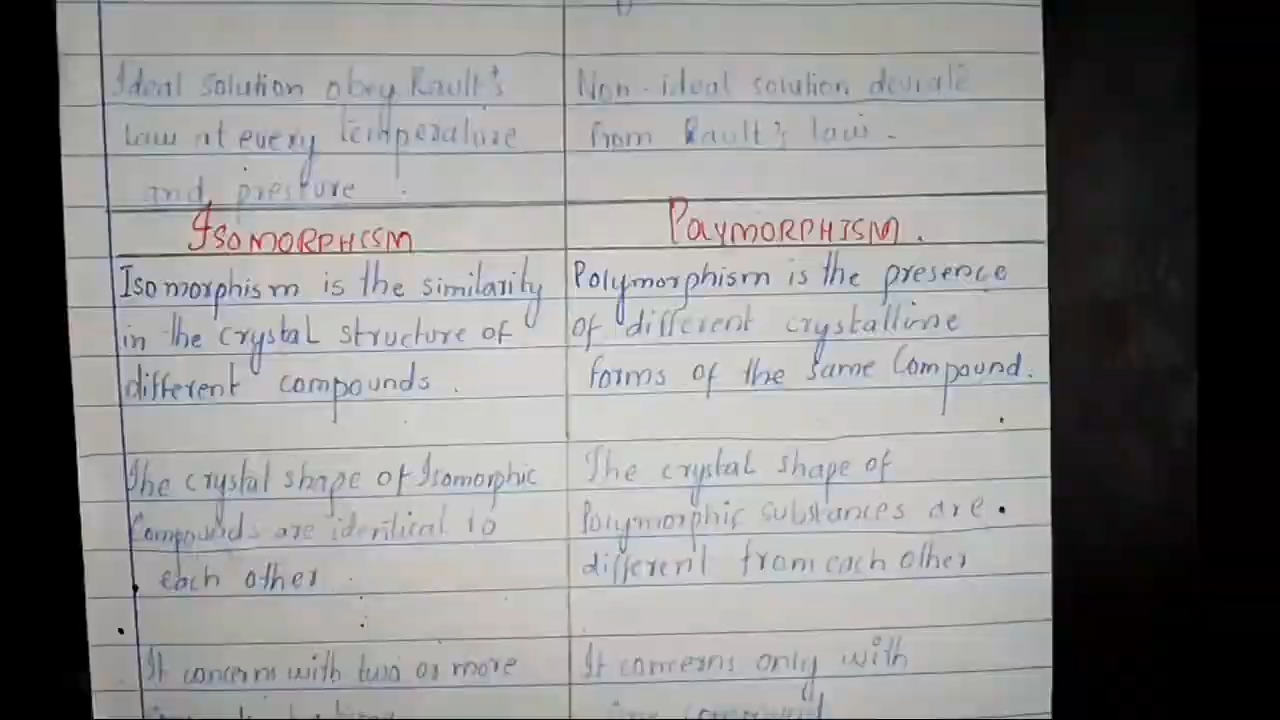 Ideal solution obey Rault's
law at every temperature
and pressure.
Non-ideal solution deviate
from Rault's law.
ISOMORPHISM
Isomorphism is the similarity
in the crystal structure of
different compounds.
The crystal shape of Isomorphic
Compounds are identical to
each other.
It concerns with two or more
POLYMORPHISM.
Polymorphism is the presence
of different crystalline
forms of the same Compound.
The crystal shape of
Polymorphic substances are.
different from each other
It concerns only with